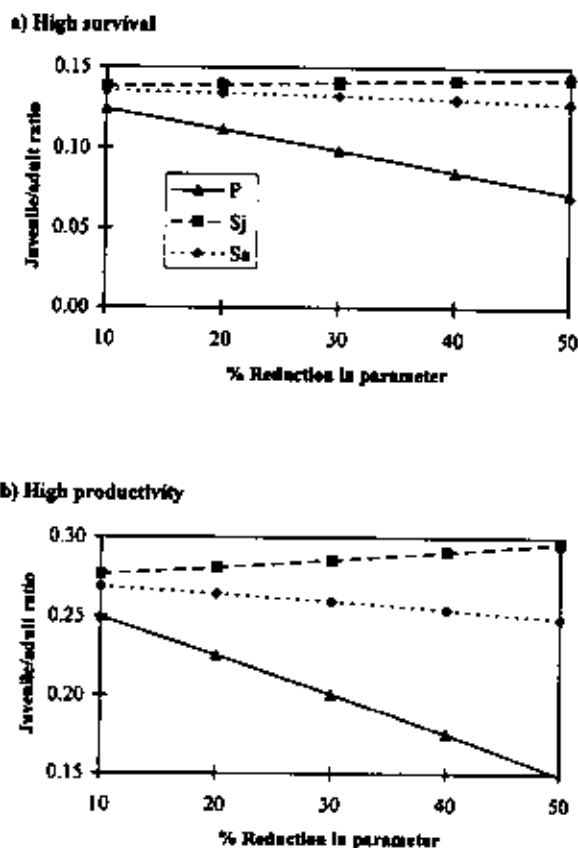 a) High survival
0.15
0.10
0.05
0.00
Juvenile/adult ratio
P
Sj
Sa
10 20 30 40 50
% Reduction in parameter
b) High productivity
0.30
0.25
0.20
0.15
Juvenile/adult ratio
10 20 30 40 50
% Reduction in parameter